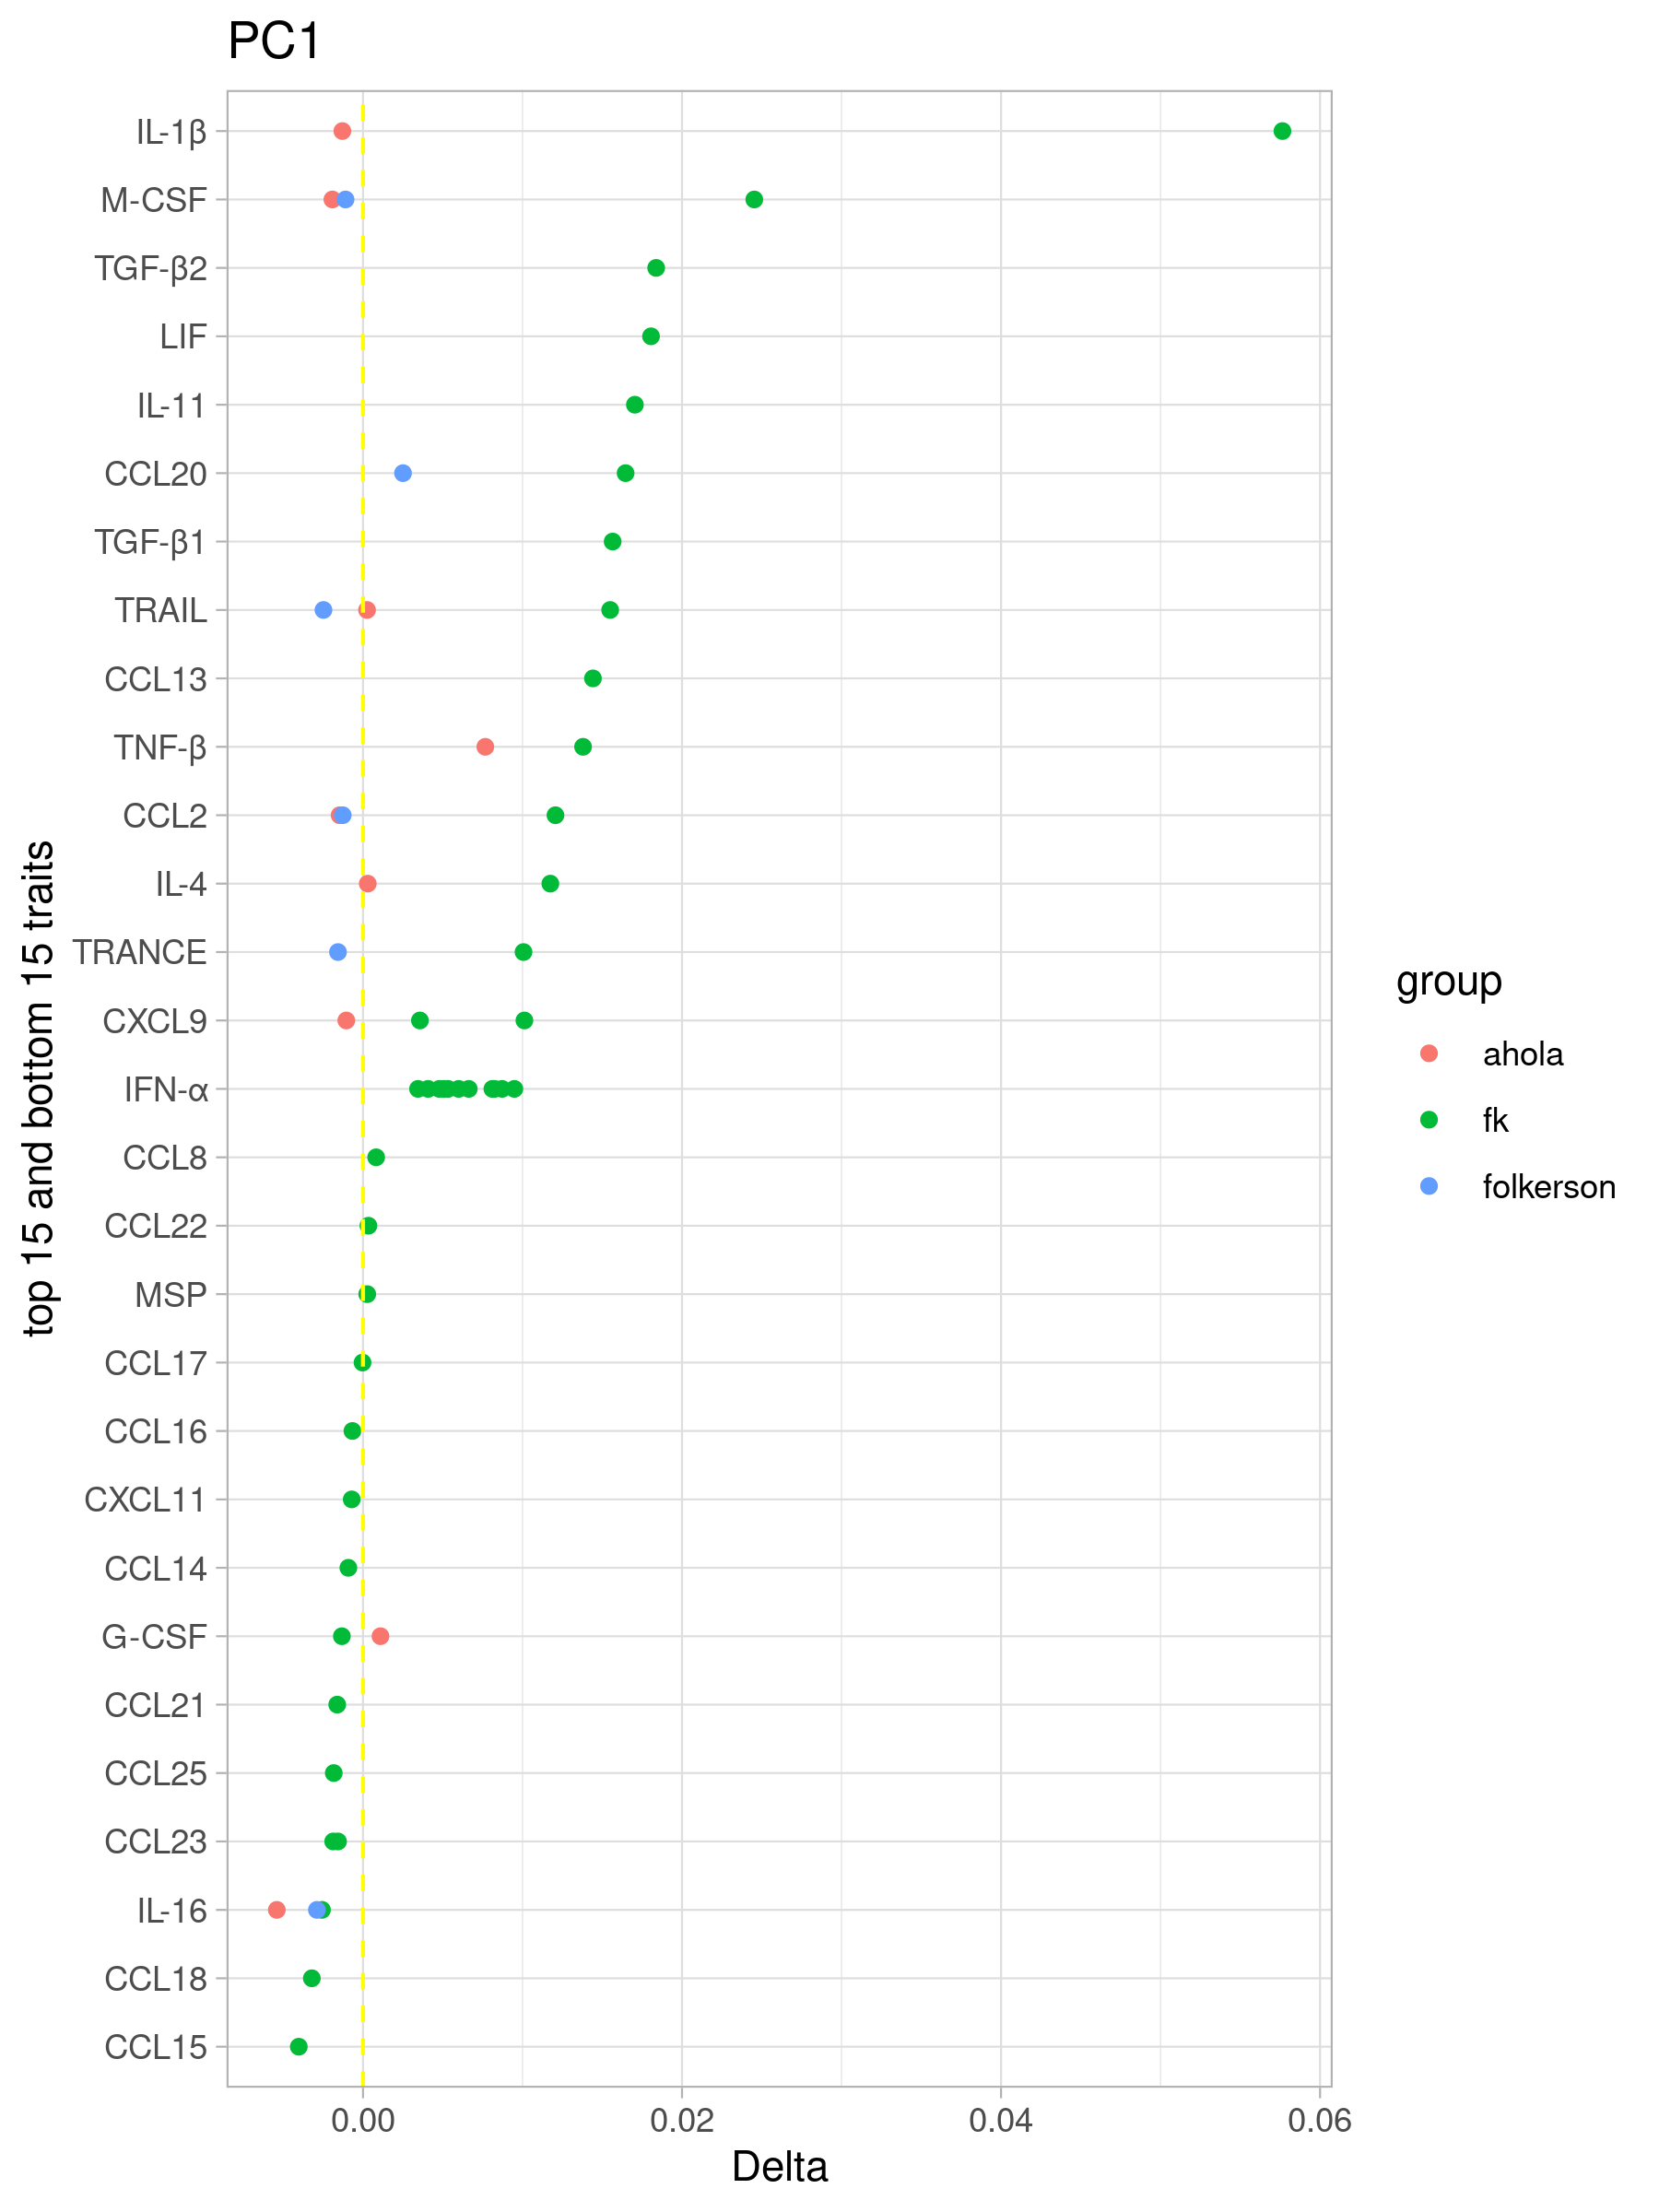 PC1
IL-1β
M-CSF
TGF-β2
LIF
IL-11
CCL20
TGF-β1
TRAIL
CCL13
TNF-β
CCL2
IL-4
TRANCE
CXCL9
IFN-α
CCL8
CCL22
MSP
CCL17
CCL16
CXCL11
CCL14
G-CSF
CCL21
CCL25
CCL23
IL-16
CCL18
CCL15
top 15 and bottom 15 traits
0.00 0.02 0.04 0.06
Delta
group
ahola
fk
folkerson